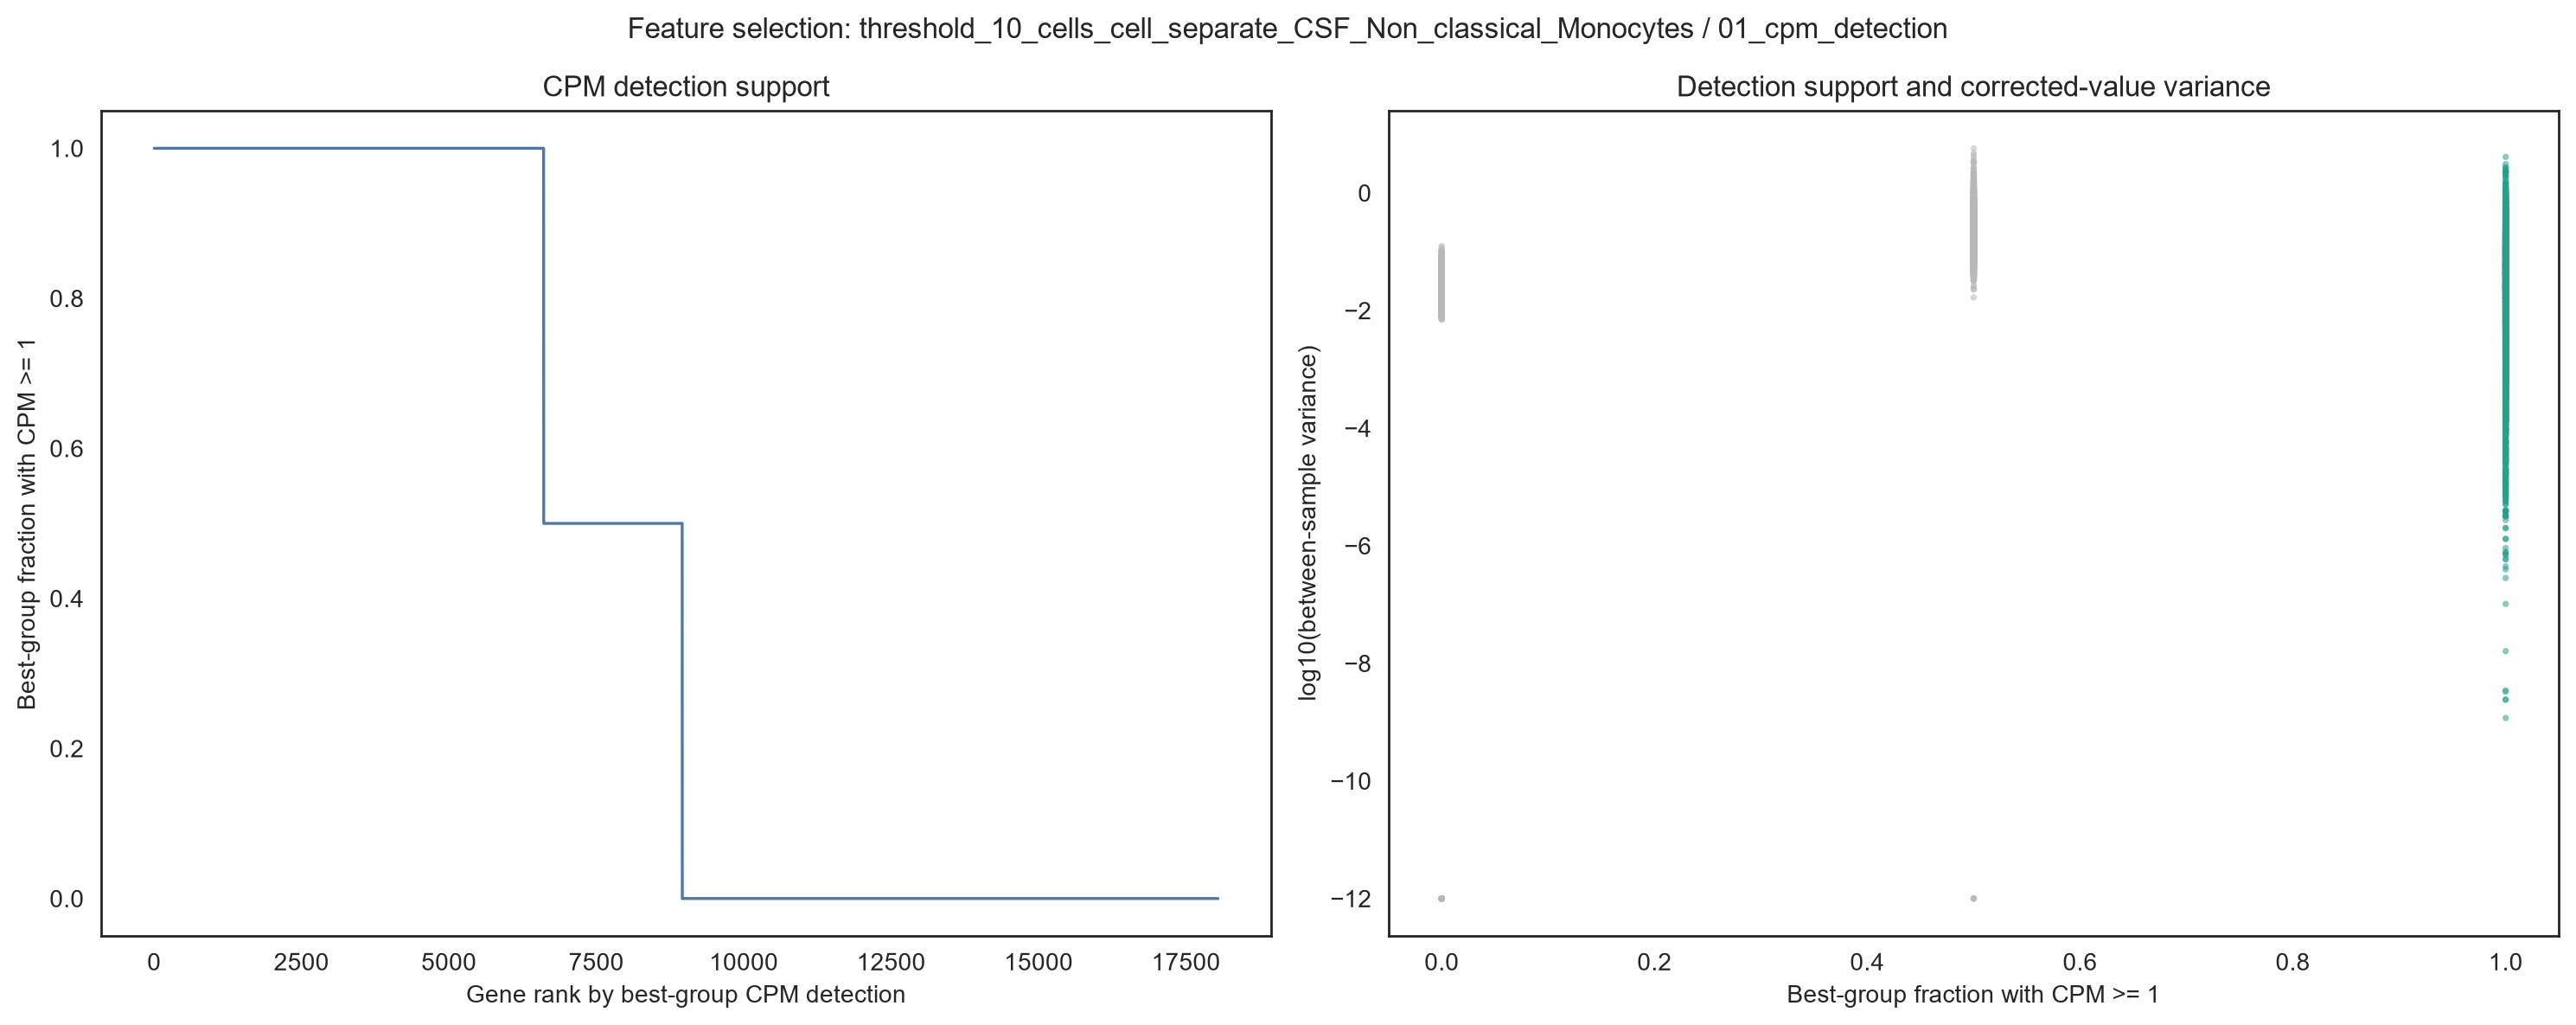 Feature selection: threshold_10_cells_cell_separate_CSF_Non_classical_Monocytes / 01_cpm_detection
CPM detection support
Best-group fraction with CPM >= 1
1.0
0.8
0.6
0.4
0.2
0.0
0 2500 5000 7500 10000 12500 15000 17500
Gene rank by best-group CPM detection
Detection support and corrected-value variance
log10(between-sample variance)
0
−2
−4
−6
−8
−10
−12
0.0 0.2 0.4 0.6 0.8 1.0
Best-group fraction with CPM >= 1